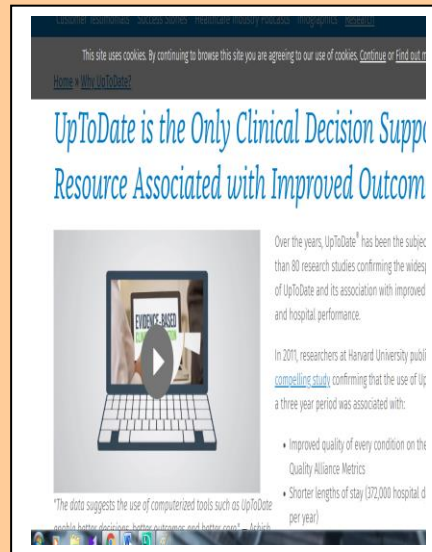 Customer Testimonials Success Stories Healthcare Industry Podcasts Infographics Research
This site uses cookies. By continuing to browse this site you are agreeing to our use of cookies. Continue or Find out m
Home » Why UpToDate?
UpToDate is the Only Clinical Decision Suppo
Resource Associated with Improved Outcom
EVIDENCE-BASED
Over the years, UpToDate® has been the subjec
than 80 research studies confirming the widesp
of UpToDate and its association with improved
and hospital performance.
In 2011, researchers at Harvard University publi
compelling study confirming that the use of Up
a three year period was associated with:
• Improved quality of every condition on the
Quality Alliance Metrics
• Shorter lengths of stay (372,000 hospital d
per year)
"The data suggests the use of computerized tools such as UpToDate
enable better decisions, better outcomes and better care" – Ashish